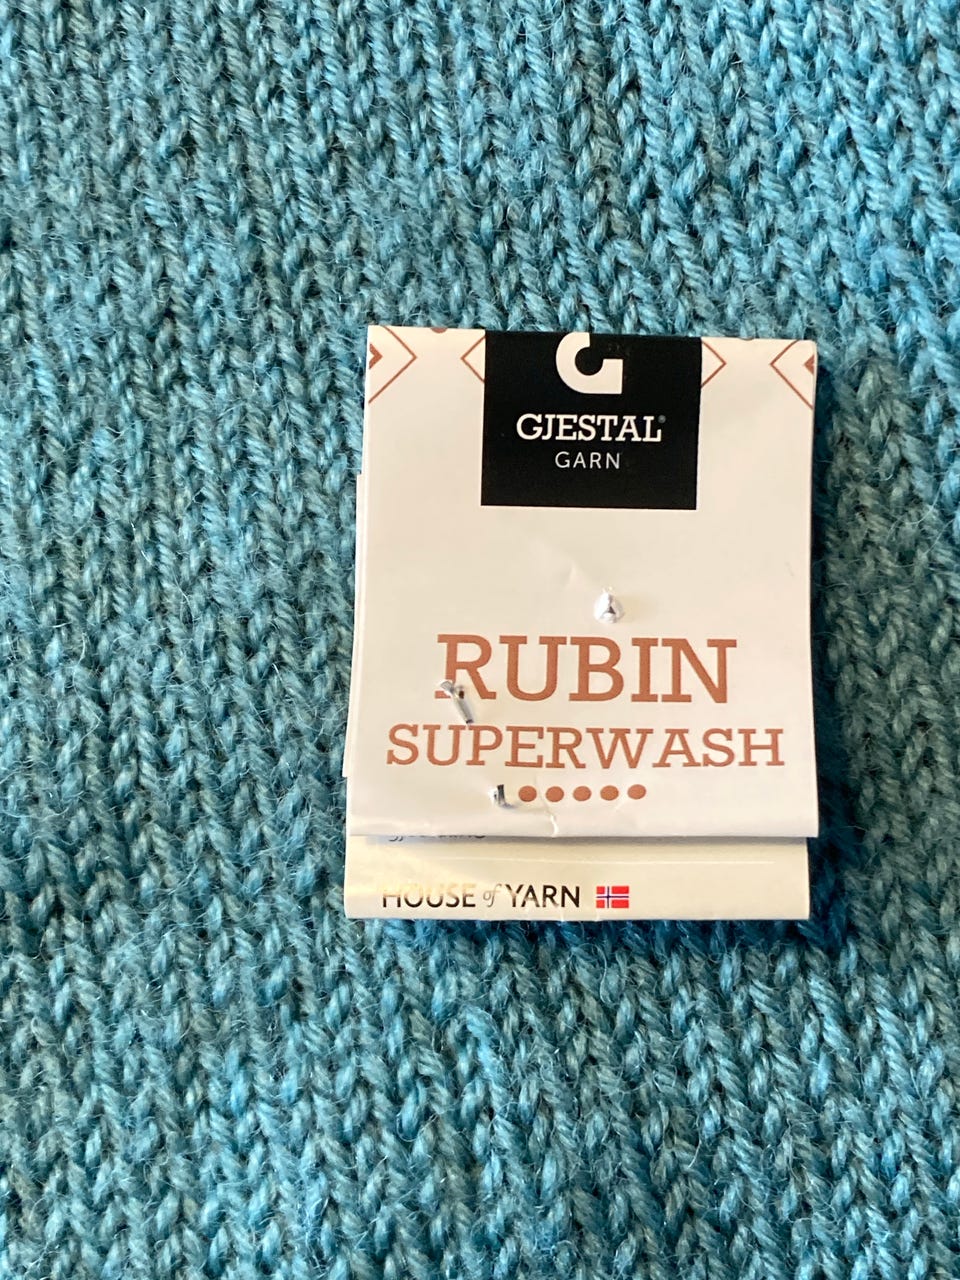 GJESTAL®
GARN
RUBIN
SUPERWASH
HOUSE of YARN